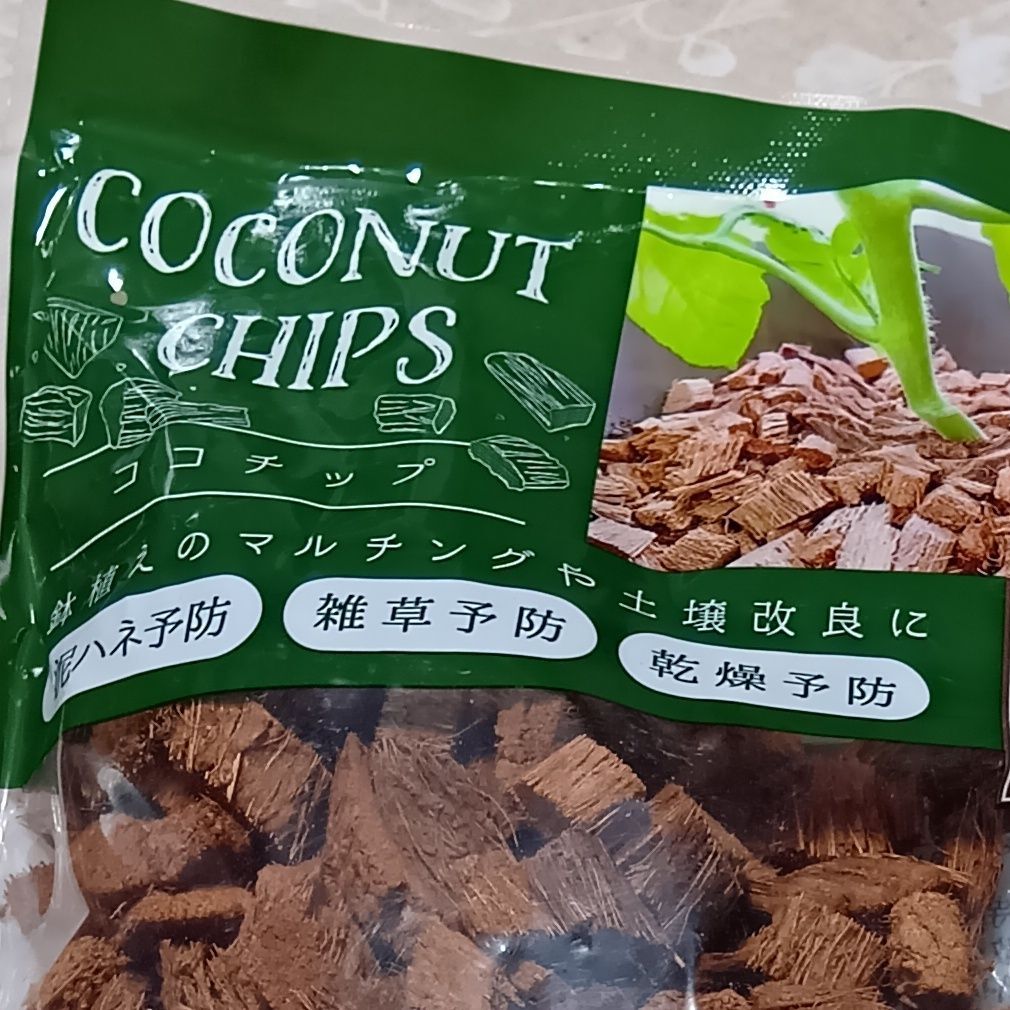 COCONUT
CHIPS
ココチップ
鉢植えのマルチングや土壌改良に
泥ハネ予防
雑草予防
乾燥予防